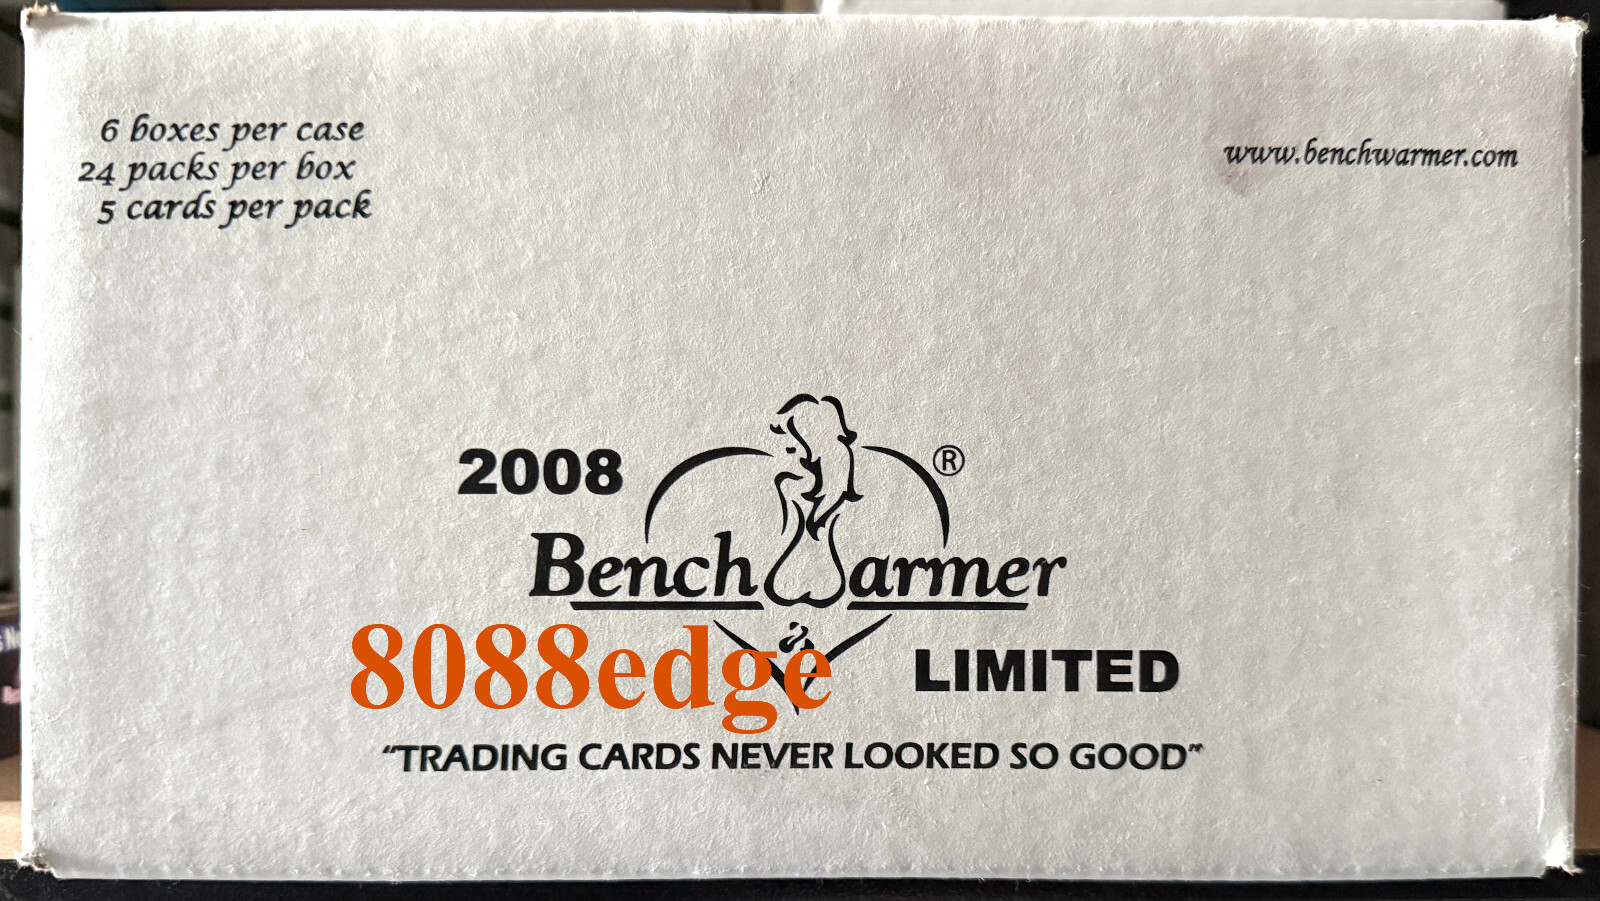 6 boxes per case
24 packs per box
5 cards per pack
www.benchwarmer.com
2008
®
BenchWarmer
8088edge
LIMITED
"TRADING CARDS NEVER LOOKED SO GOOD"